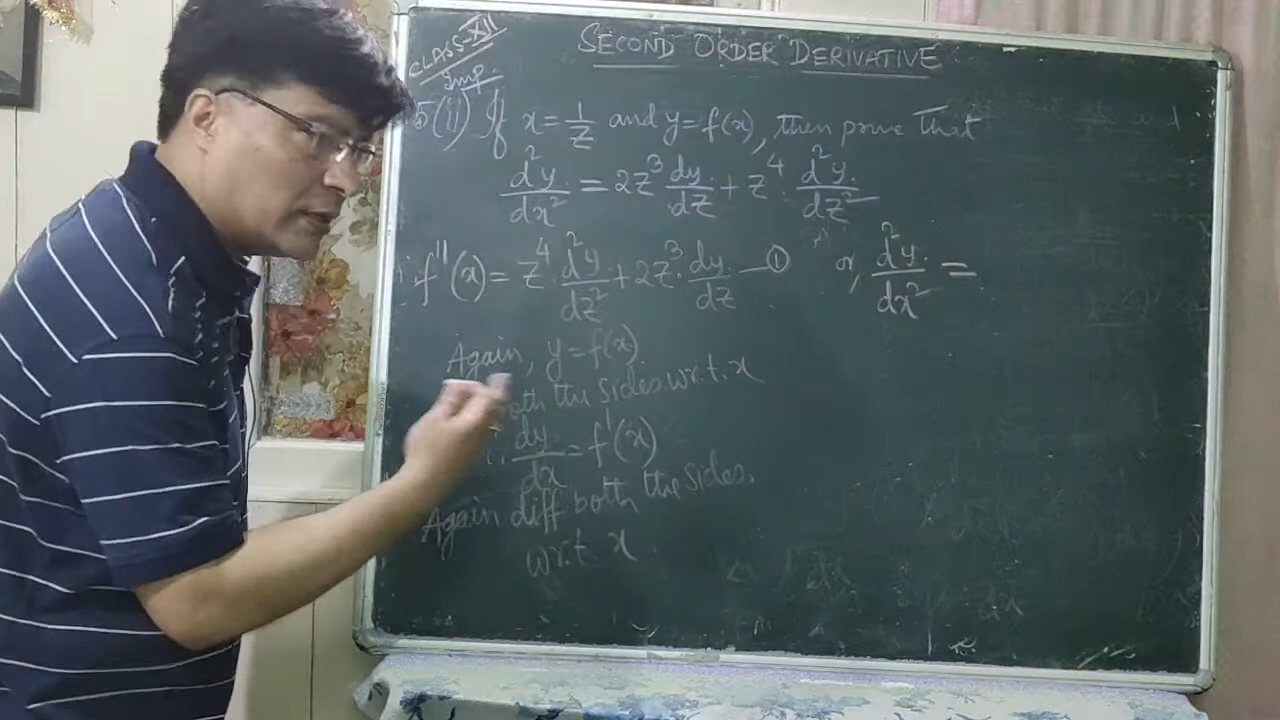 CLASS-XII
SECOND ORDER DERIVATIVE
Imp.
5(ii) If x = 1/z and y = f(x), then prove that
d²y/dx² = 2z³ dy/dz + z⁴ · d²y/dz²
f''(x) = z⁴ · d²y/dz² + 2z³ · dy/dz — ①
or, d²y/dx² =
Again, y = f(x)
both the sides w.r.t. x
dy/dx = f'(x)
Again diff both the sides.
w.r.t. x